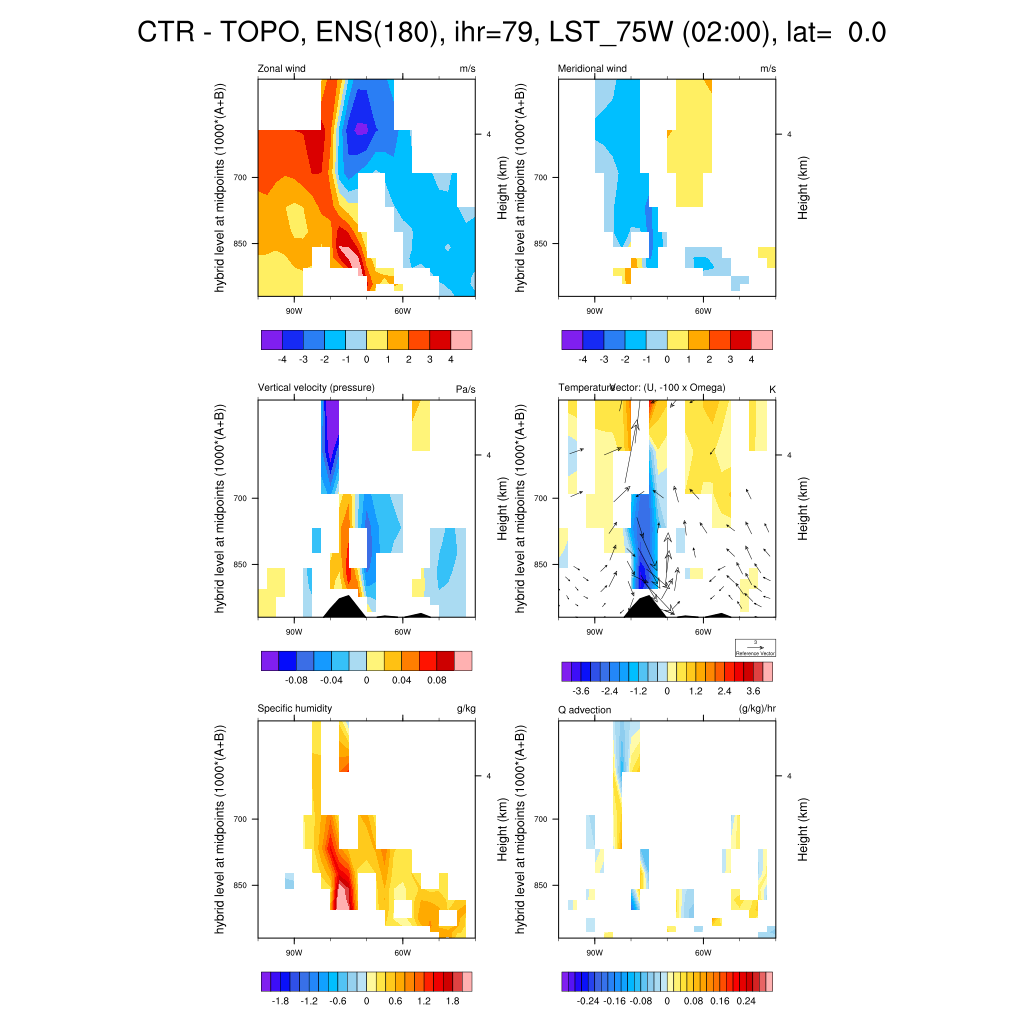 CTR - TOPO, ENS(180), ihr=79, LST_75W (02:00), lat= 0.0
Zonal wind m/s
hybrid level at midpoints (1000*(A+B))
Height (km)
4
700
850
90W 60W
-4 -3 -2 -1 0 1 2 3 4
Meridional wind m/s
hybrid level at midpoints (1000*(A+B))
Height (km)
4
700
850
90W 60W
-4 -3 -2 -1 0 1 2 3 4
Vertical velocity (pressure) Pa/s
hybrid level at midpoints (1000*(A+B))
Height (km)
4
700
850
90W 60W
-0.08 -0.04 0 0.04 0.08
Temperature Vector: (U, -100 x Omega) K
hybrid level at midpoints (1000*(A+B))
Height (km)
4
700
850
90W 60W
3
Reference Vector
-3.6 -2.4 -1.2 0 1.2 2.4 3.6
Specific humidity g/kg
hybrid level at midpoints (1000*(A+B))
Height (km)
4
700
850
90W 60W
-1.8 -1.2 -0.6 0 0.6 1.2 1.8
Q advection (g/kg)/hr
hybrid level at midpoints (1000*(A+B))
Height (km)
4
700
850
90W 60W
-0.24 -0.16 -0.08 0 0.08 0.16 0.24